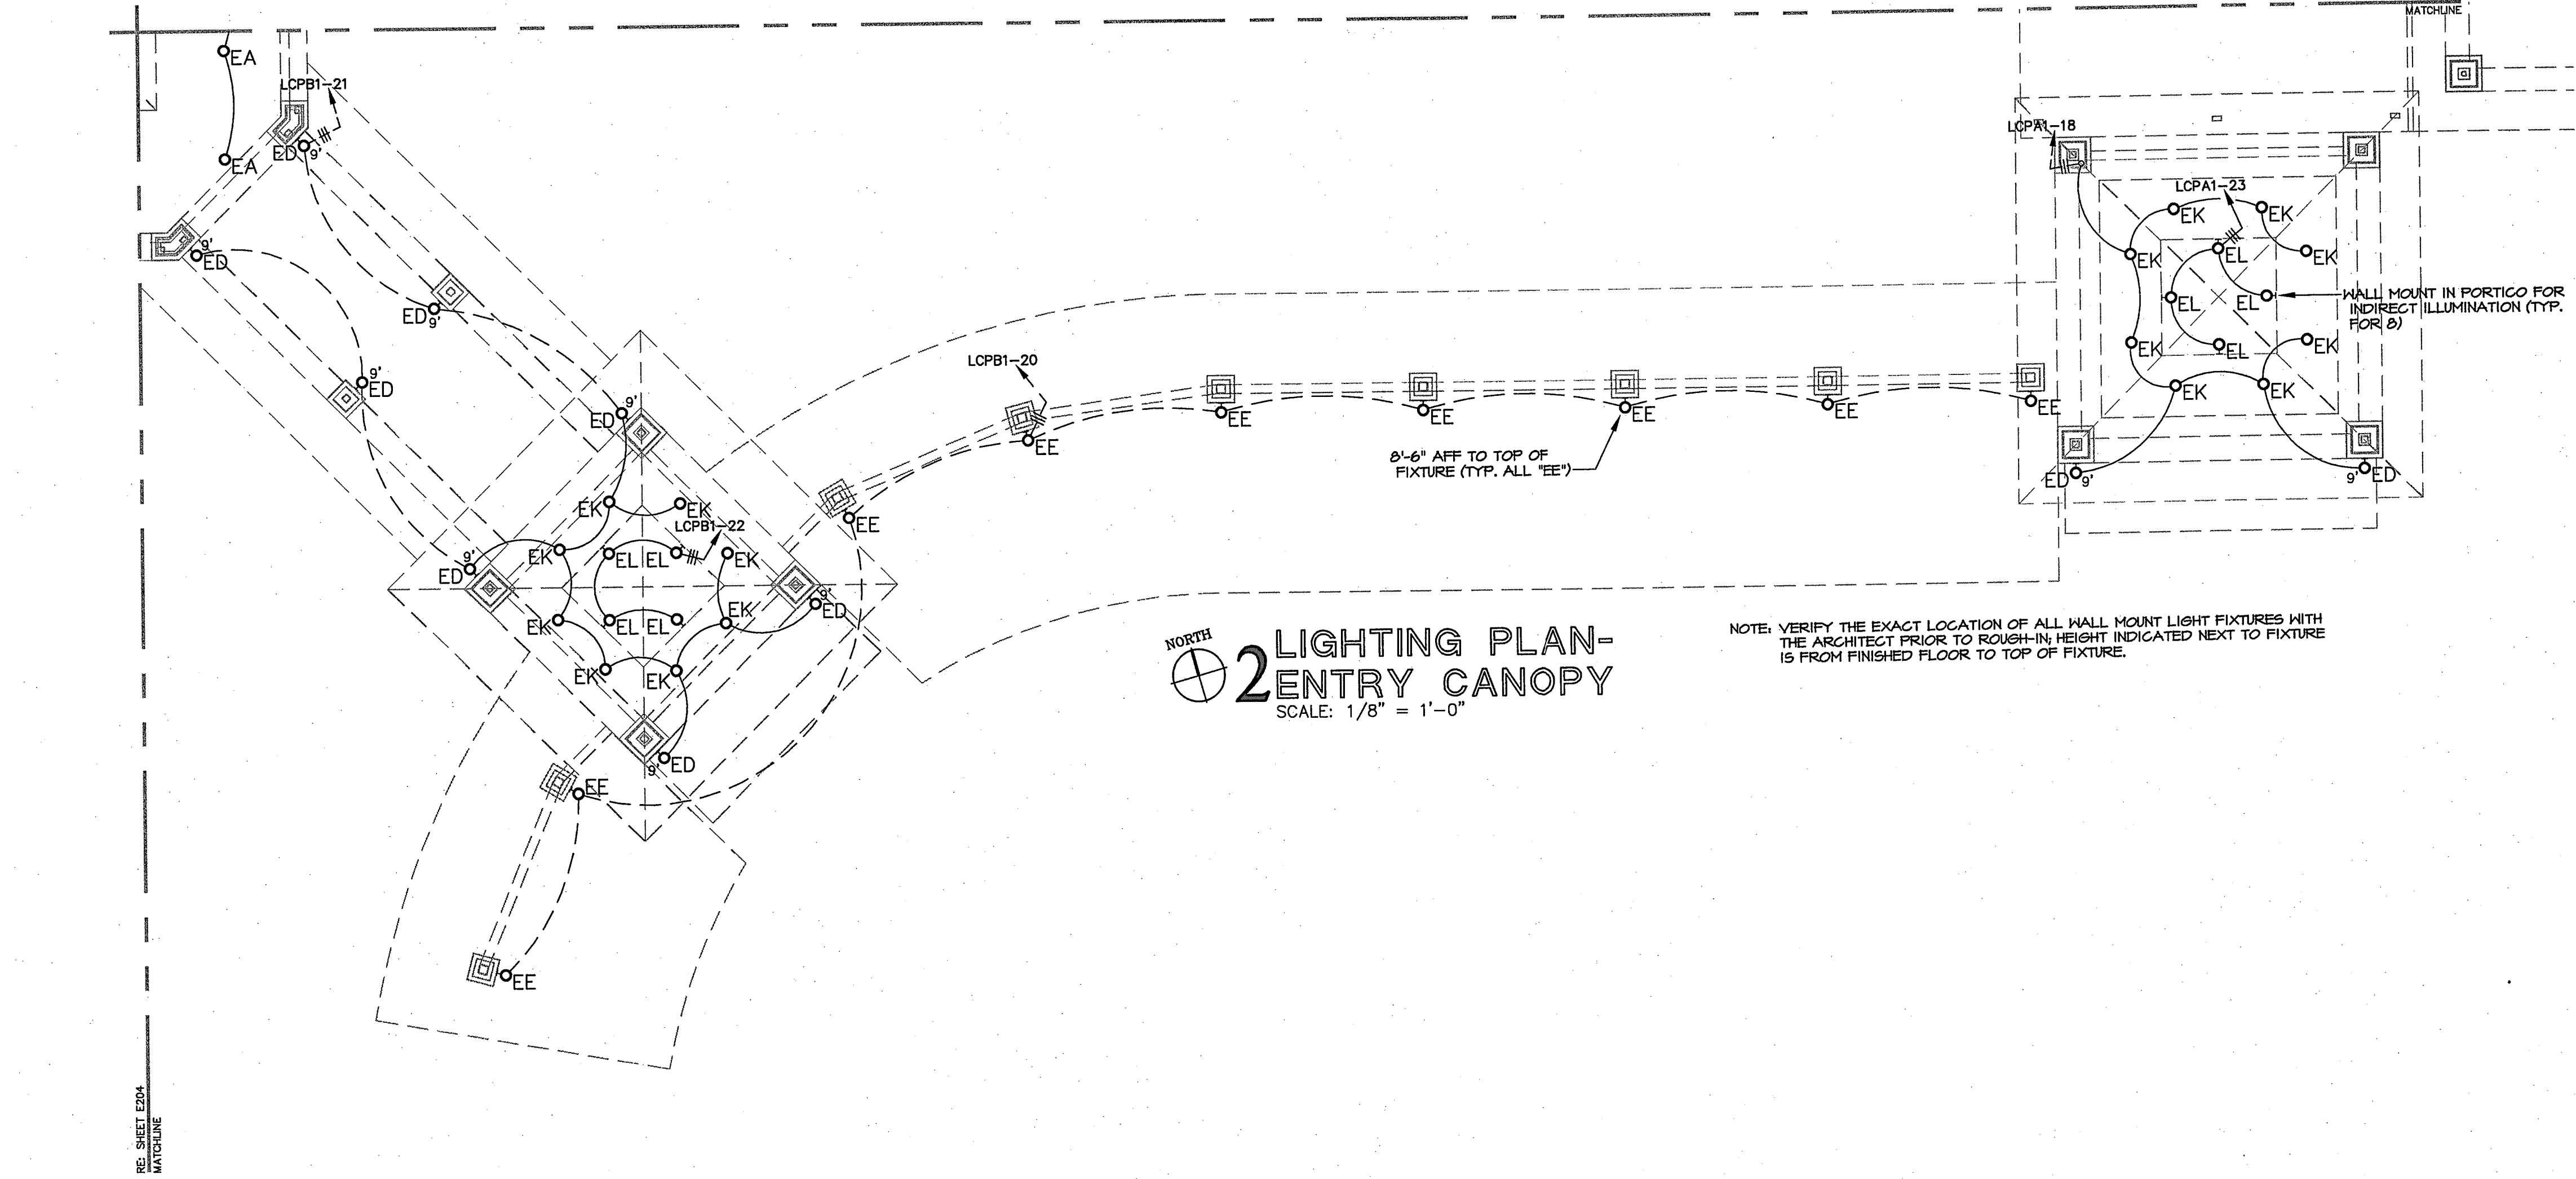 MATCHLINE
EA
LCPB1-21
EA
ED 9'
9'
ED
ED 9'
9'
ED
9'
ED
LCPA1-18
LCPA1-23
EK
EK
EK
EL
EK
EL
EL
WALL MOUNT IN PORTICO FOR
INDIRECT ILLUMINATION (TYP.
FOR 8)
EK
EL
EK
EK
EK
ED 9'
9' ED
LCPB1-20
EE
EE
EE
EE
EE
EE
EE
8'-6" AFF TO TOP OF
FIXTURE (TYP. ALL "EE")
EK
EK
LCPB1-22
9'
ED
EK
EL
EL
EK
9'
ED
EK
EL
EL
EK
EK
EK
9'
ED
EE
EE
NORTH
2
LIGHTING PLAN-
ENTRY CANOPY
SCALE: 1/8" = 1'-0"
NOTE: VERIFY THE EXACT LOCATION OF ALL WALL MOUNT LIGHT FIXTURES WITH
THE ARCHITECT PRIOR TO ROUGH-IN; HEIGHT INDICATED NEXT TO FIXTURE
IS FROM FINISHED FLOOR TO TOP OF FIXTURE.
RE: SHEET E204
MATCHLINE